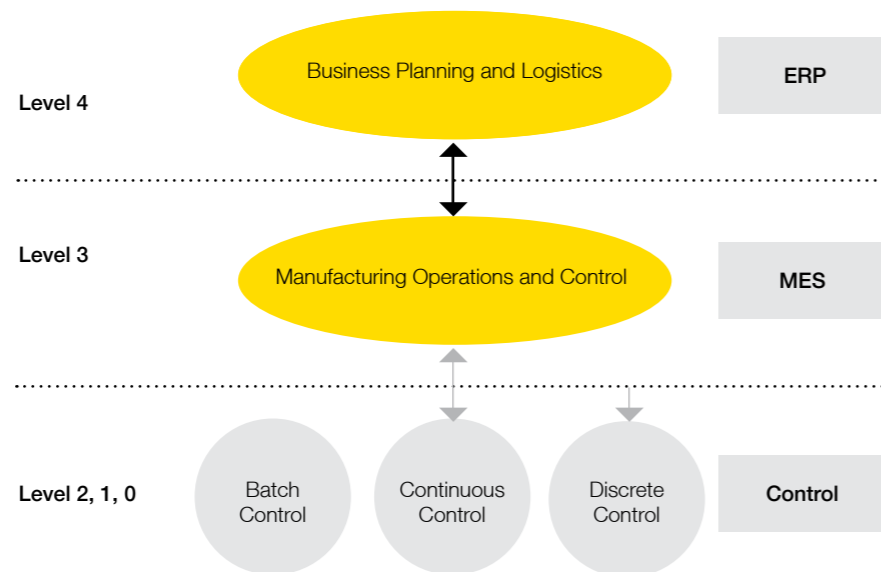 Business Planning and Logistics
ERP
Level 4
Level 3
Manufacturing Operations and Control
MES
Level 2, 1, 0
Batch
Control
Continuous
Control
Discrete
Control
Control